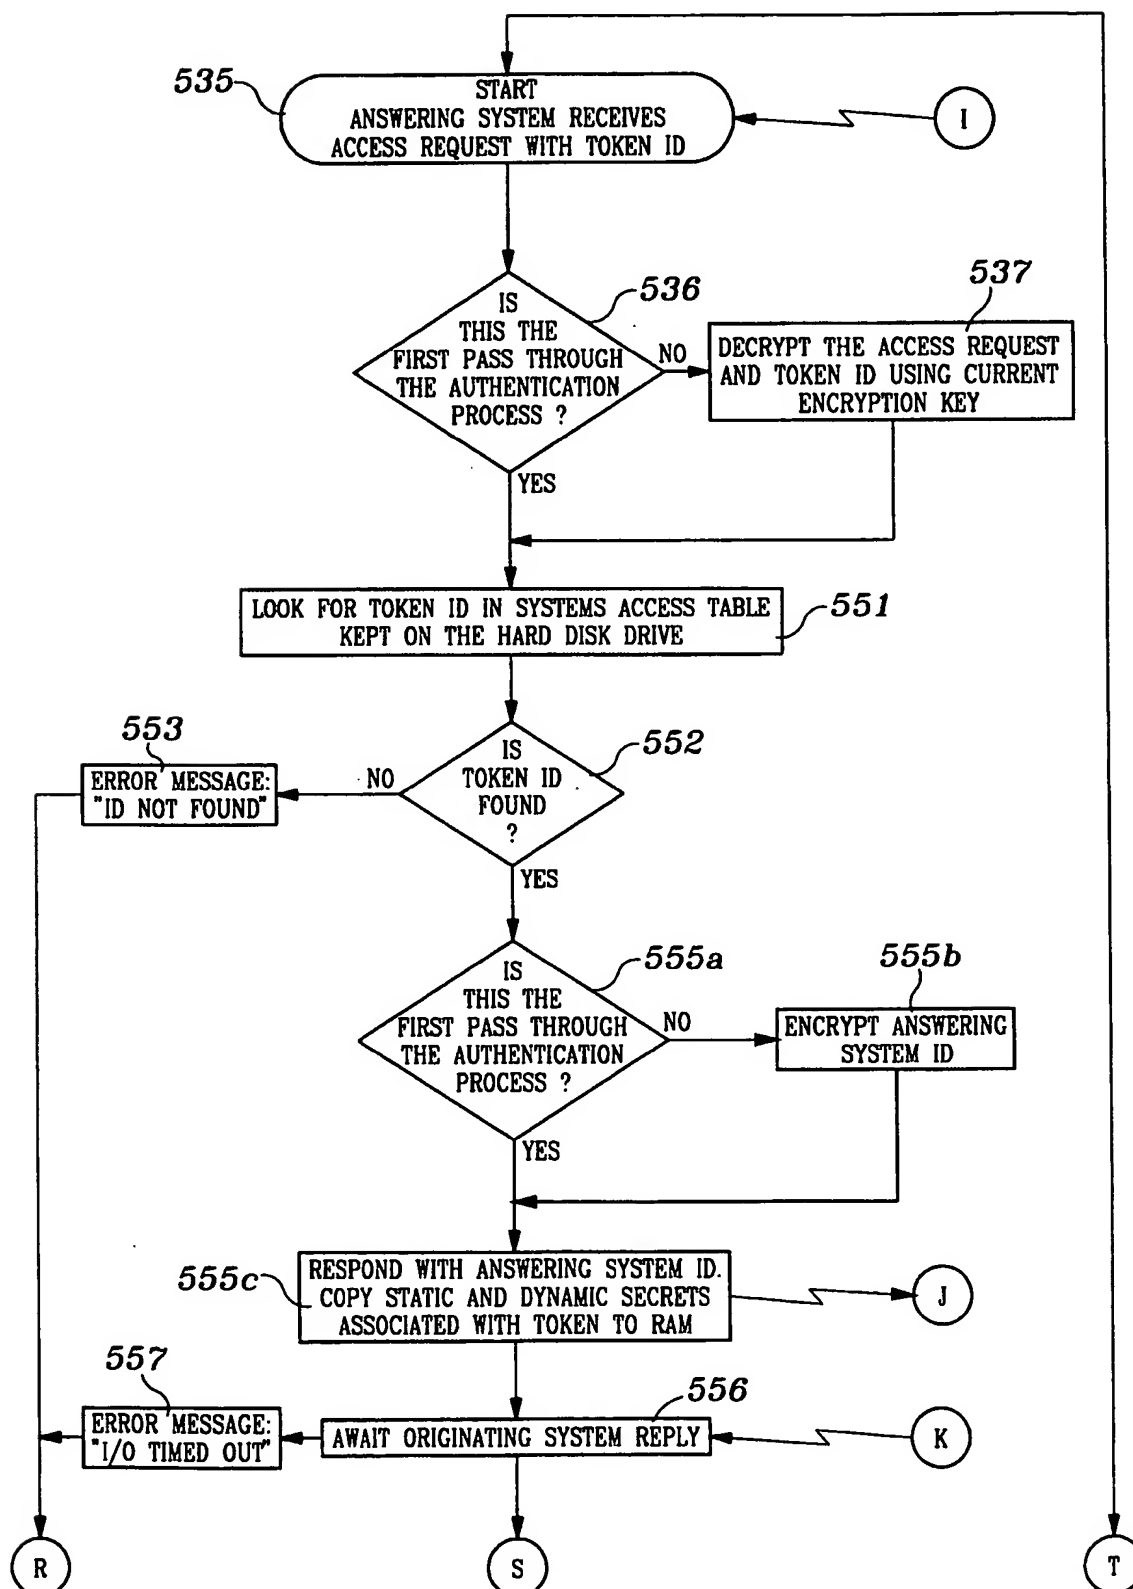 535
START
ANSWERING SYSTEM RECEIVES
ACCESS REQUEST WITH TOKEN ID
I
536
IS
THIS THE
FIRST PASS THROUGH
THE AUTHENTICATION
PROCESS ?
NO
YES
537
DECRYPT THE ACCESS REQUEST
AND TOKEN ID USING CURRENT
ENCRYPTION KEY
LOOK FOR TOKEN ID IN SYSTEMS ACCESS TABLE
KEPT ON THE HARD DISK DRIVE
551
553
ERROR MESSAGE:
"ID NOT FOUND"
NO
552
IS
TOKEN ID
FOUND
?
YES
555a
IS
THIS THE
FIRST PASS THROUGH
THE AUTHENTICATION
PROCESS ?
NO
YES
555b
ENCRYPT ANSWERING
SYSTEM ID
555c
RESPOND WITH ANSWERING SYSTEM ID.
COPY STATIC AND DYNAMIC SECRETS
ASSOCIATED WITH TOKEN TO RAM
J
557
ERROR MESSAGE:
"I/O TIMED OUT"
556
AWAIT ORIGINATING SYSTEM REPLY
K
R
S
T